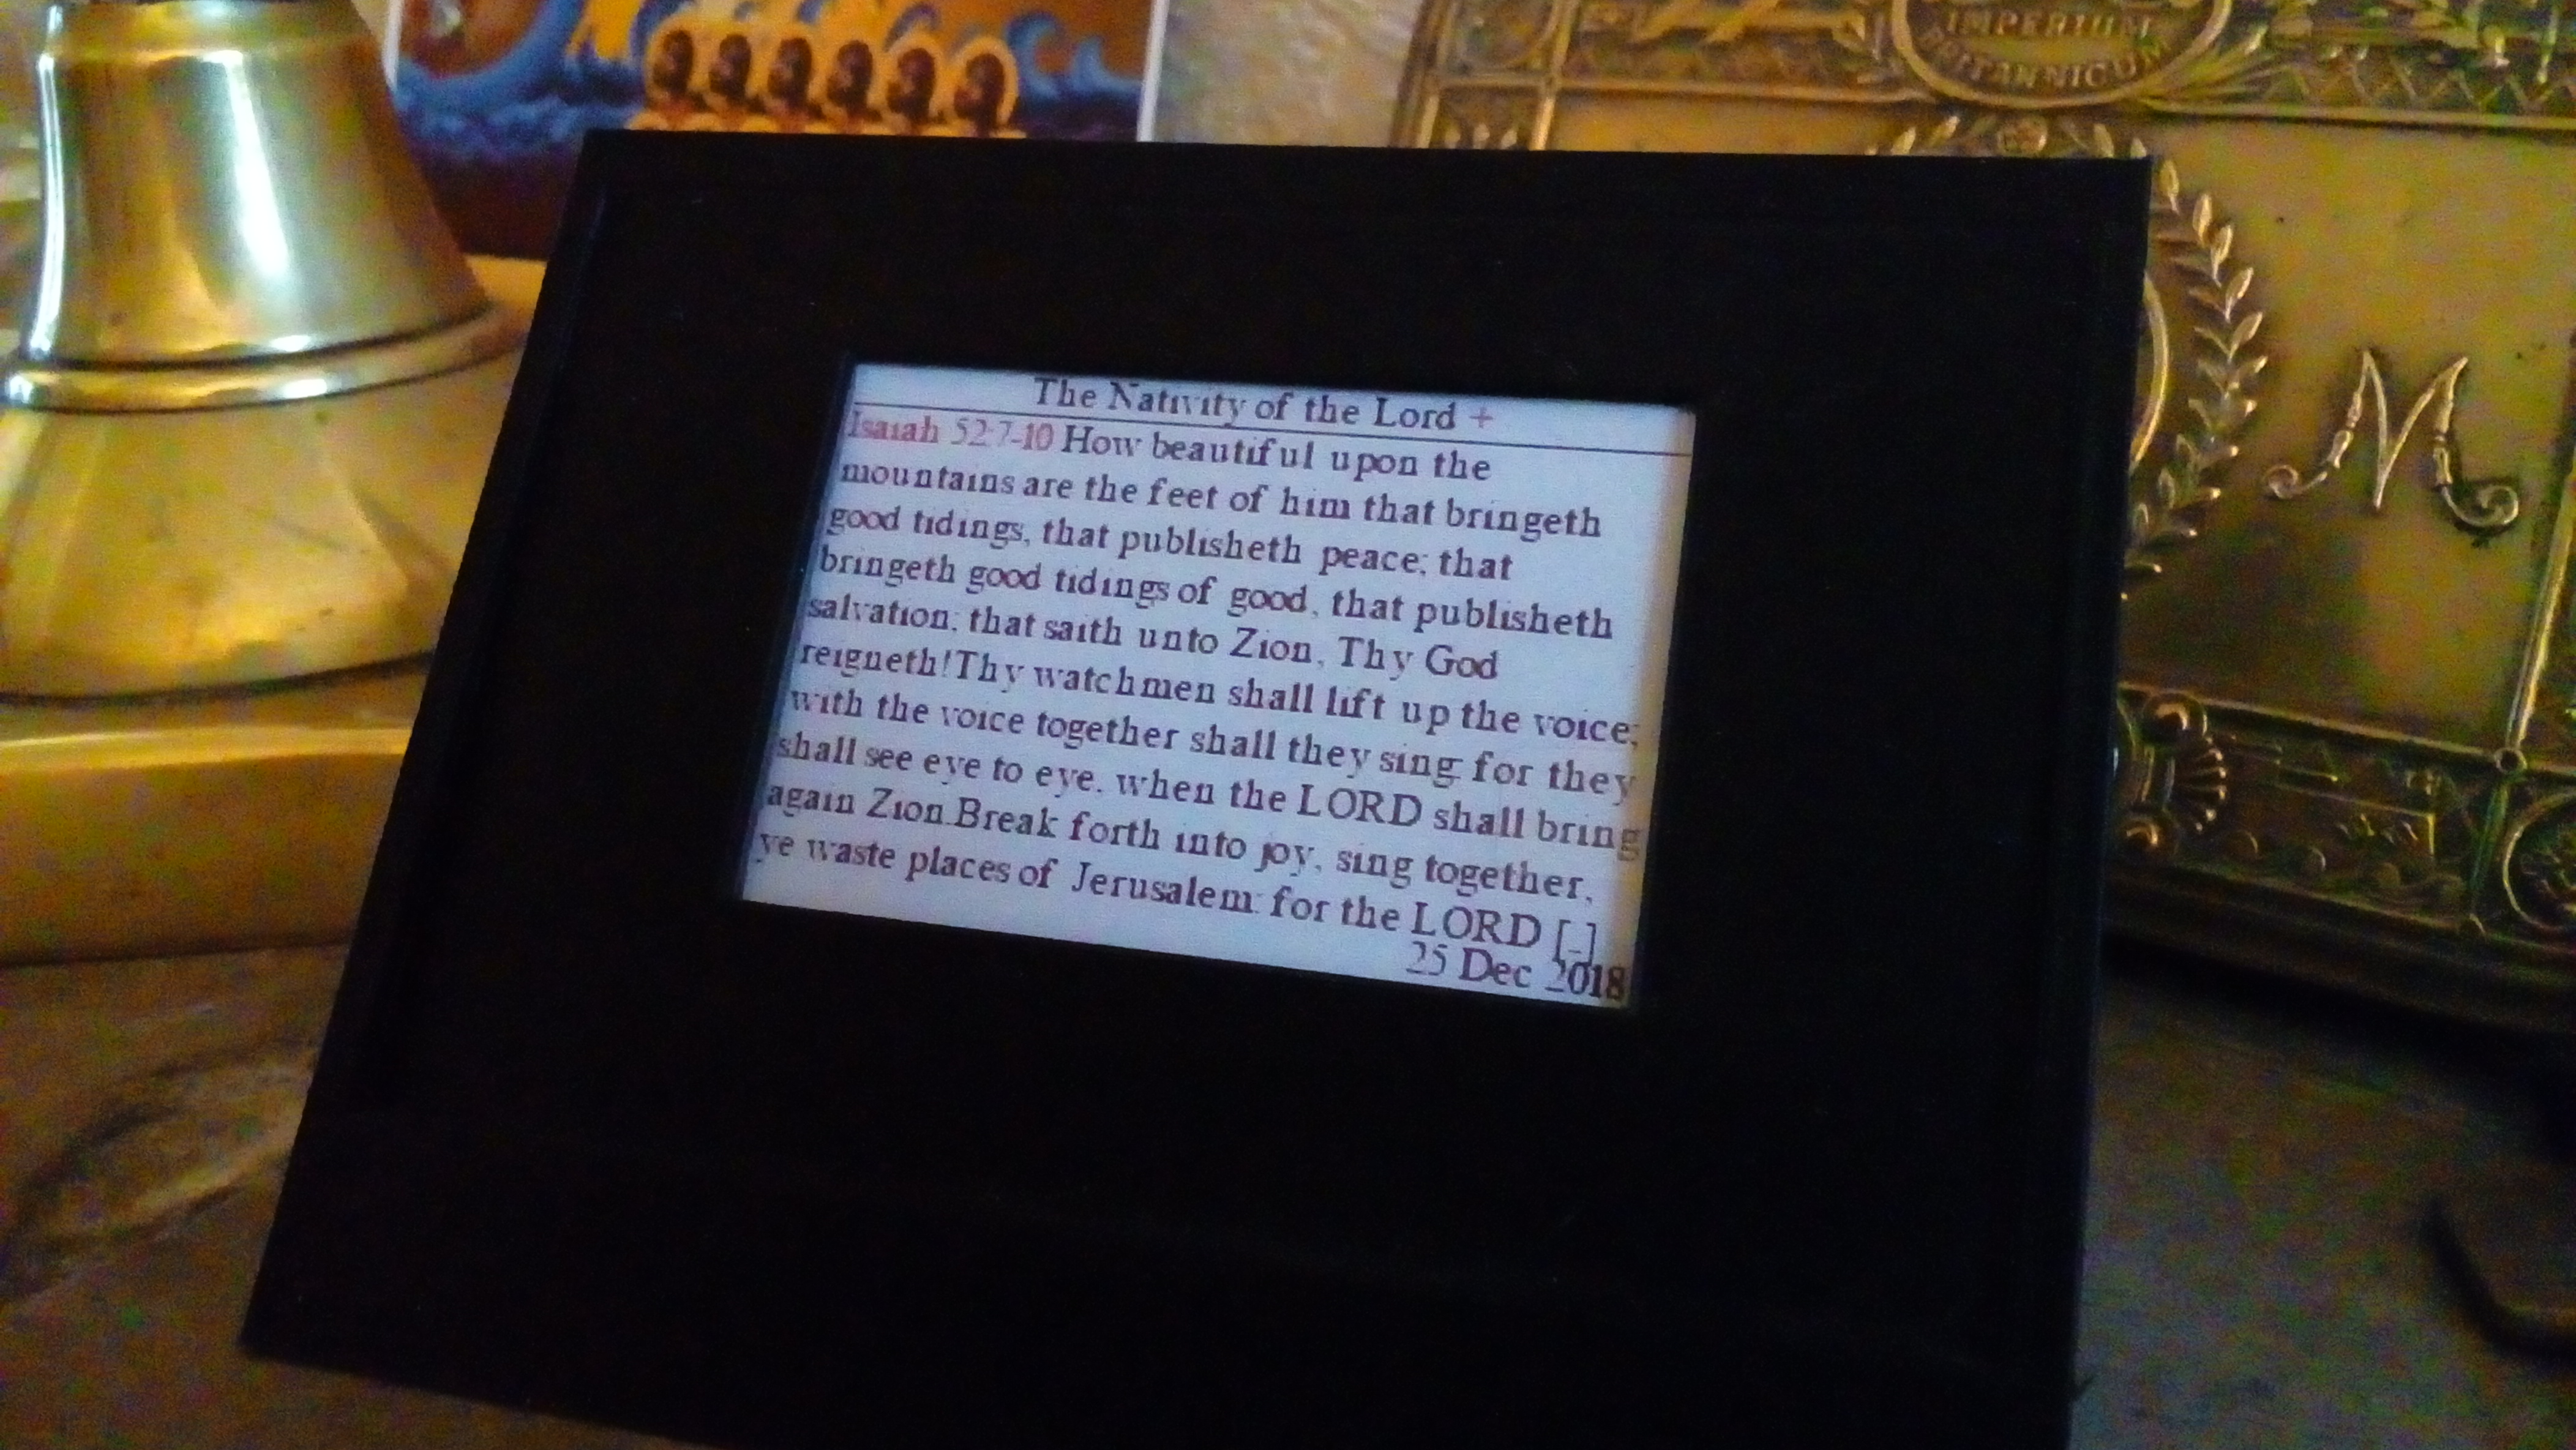 IMPERIUM
BRITANNICUM
M
The Nativity of the Lord +
Isaiah 52:7-10 How beautiful upon the
mountains are the feet of him that bringeth
good tidings, that publisheth peace; that
bringeth good tidings of good, that publisheth
salvation; that saith unto Zion, Thy God
reigneth!Thy watchmen shall lift up the voice;
with the voice together shall they sing: for they
shall see eye to eye, when the LORD shall bring
again Zion.Break forth into joy, sing together,
ye waste places of Jerusalem: for the LORD [..]
25 Dec 2018